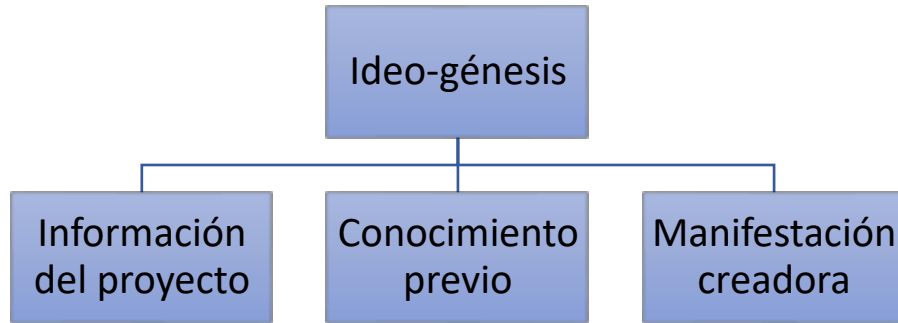 Ideo-génesis
Información
del proyecto
Conocimiento
previo
Manifestación
creadora